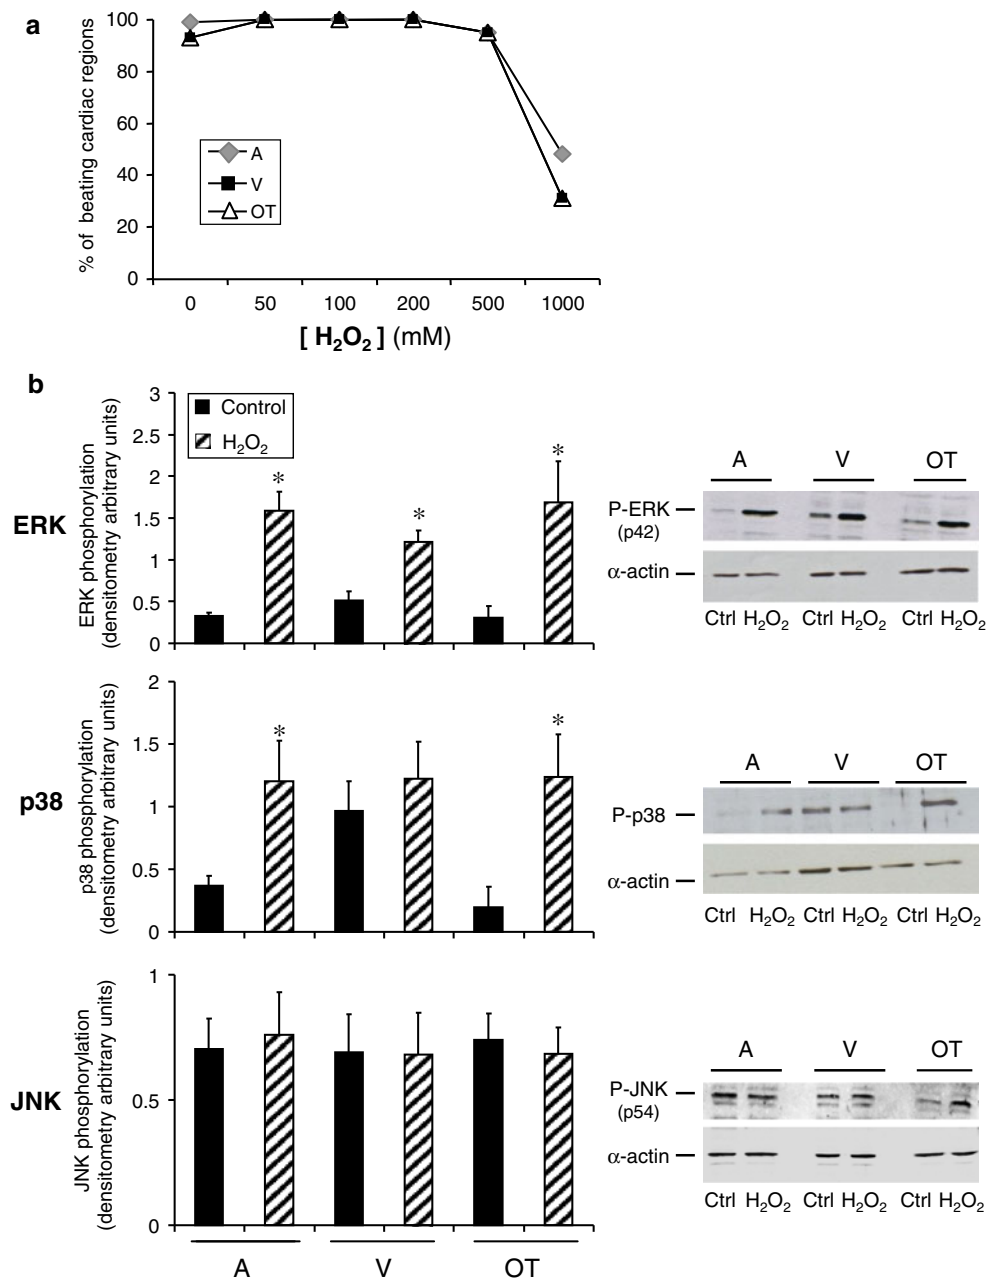 a
% of beating cardiac regions
100
80
60
40
20
0
A
V
OT
0 50 100 200 500 1000
[ H₂O₂ ] (mM)
b
ERK
ERK phosphorylation
(densitometry arbitrary units)
3
2.5
2
1.5
1
0.5
0
Control
H₂O₂
* * *
A V OT
P-ERK
(p42)
α-actin
Ctrl H₂O₂ Ctrl H₂O₂ Ctrl H₂O₂
p38
p38 phosphorylation
(densitometry arbitrary units)
2
1.5
1
0.5
0
* *
A V OT
P-p38
α-actin
Ctrl H₂O₂ Ctrl H₂O₂ Ctrl H₂O₂
JNK
JNK phosphorylation
(densitometry arbitrary units)
1
0.5
0
A V OT
A V OT
P-JNK
(p54)
α-actin
Ctrl H₂O₂ Ctrl H₂O₂ Ctrl H₂O₂